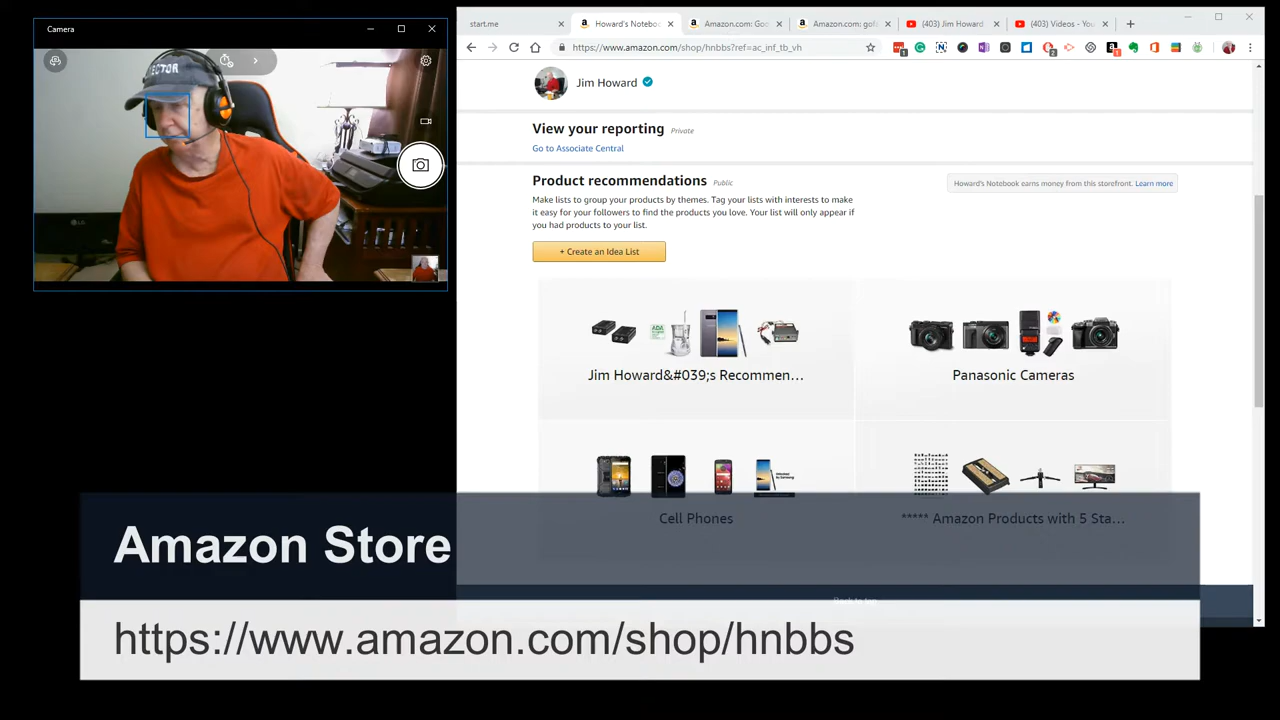 Camera
VECTOR
start.me
Howard's Noteboo
Amazon.com: Go
Amazon.com: gof
(403) Jim Howard
(403) Videos - You
https://www.amazon.com/shop/hnbbs?ref=ac_inf_tb_vh
Jim Howard
View your reporting Private
Go to Associate Central
Product recommendations Public
Howard's Notebook earns money from this storefront. Learn more
Make lists to group your products by themes. Tag your lists with interests to make
it easy for your followers to find the products you love. Your list will only appear if
you had products to your list.
+ Create an Idea List
Jim Howard&#039;s Recommen...
Panasonic Cameras
Cell Phones
***** Amazon Products with 5 Sta...
Back to top
Amazon Store
https://www.amazon.com/shop/hnbbs